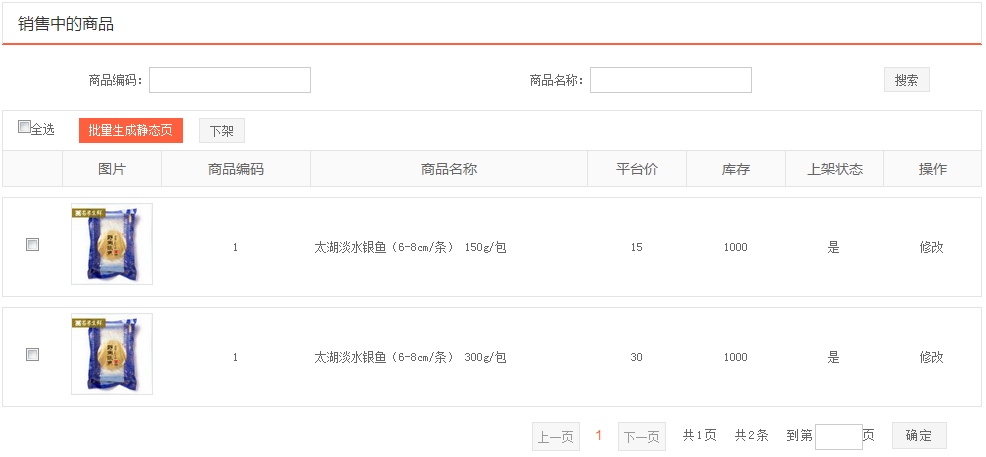 销售中的商品
商品编码： 商品名称： 搜索
全选 批量生成静态页 下架
图片 商品编码 商品名称 平台价 库存 上架状态 操作
1 太湖淡水银鱼（6-8cm/条） 150g/包 15 1000 是 修改
1 太湖淡水银鱼（6-8cm/条） 300g/包 30 1000 是 修改
上一页 1 下一页 共1页 共2条 到第 页 确定